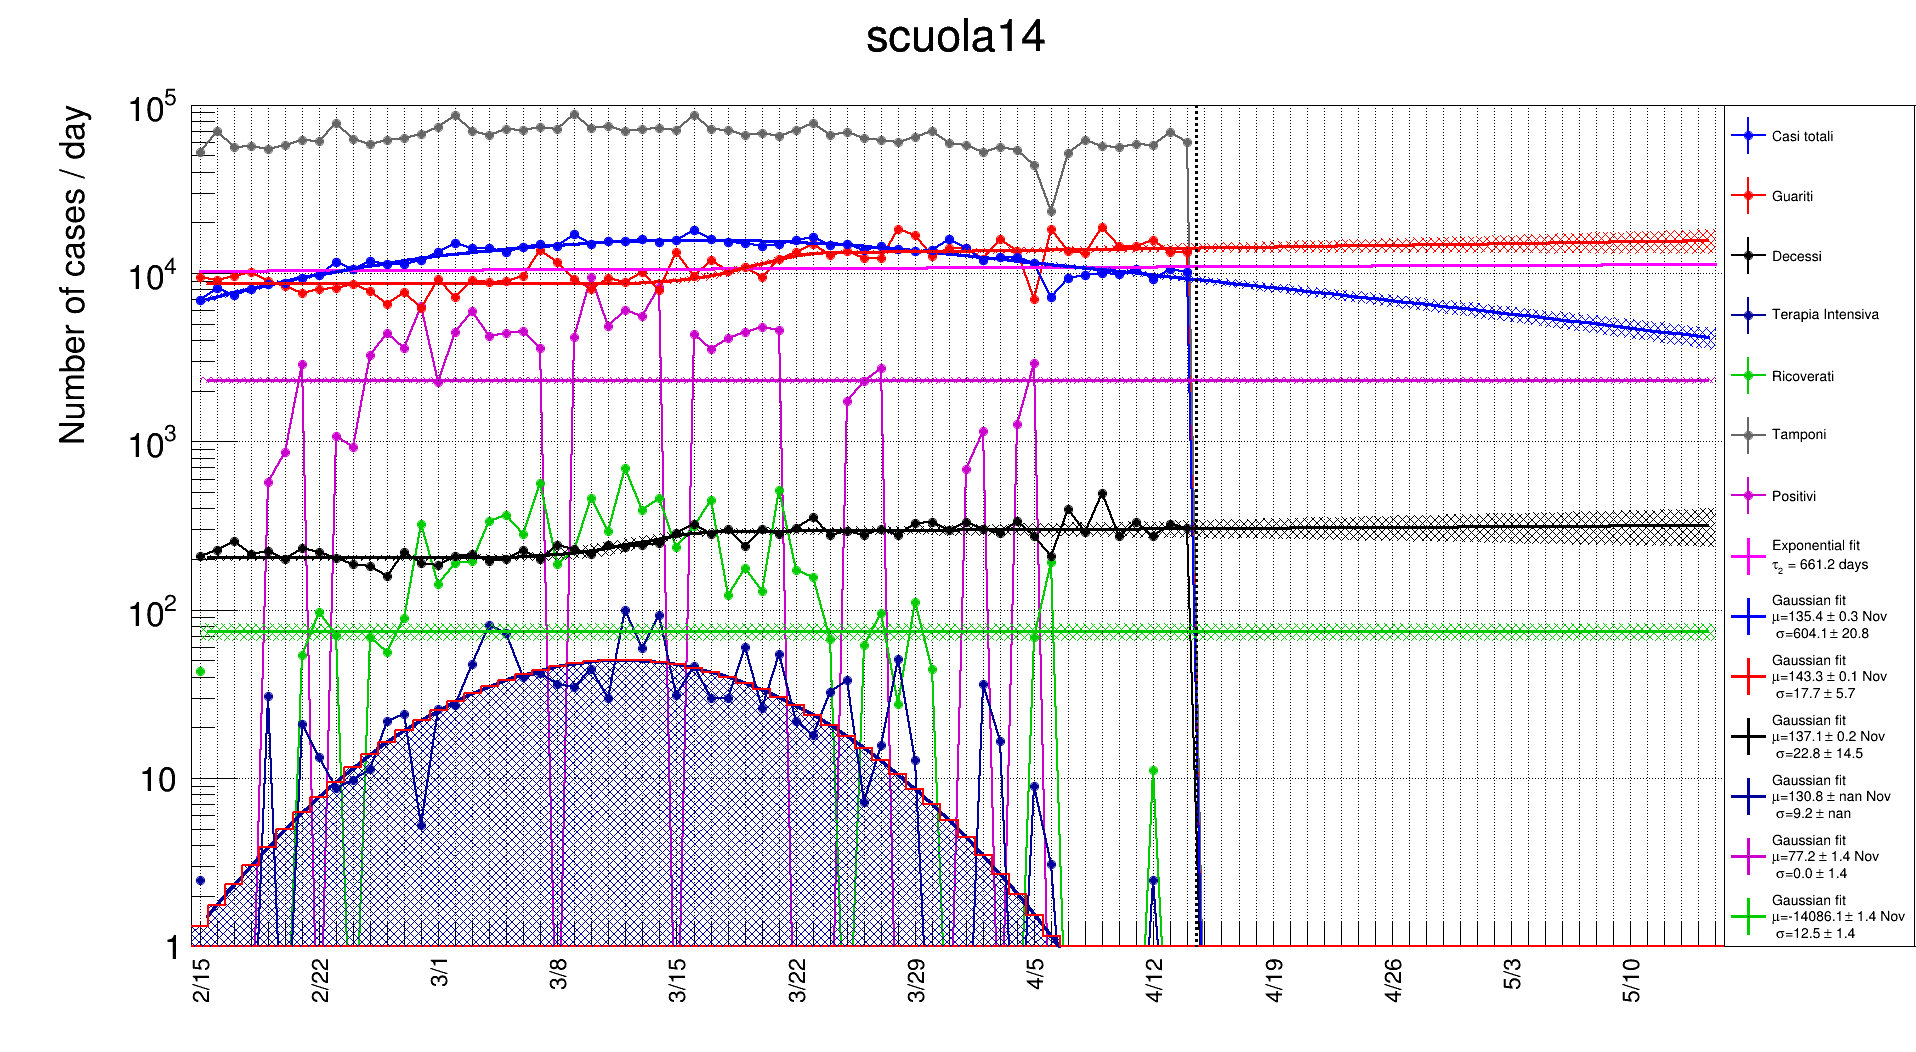 scuola14
Number of cases / day
10^5
10^4
10^3
10^2
10
1
2/15
2/22
3/1
3/8
3/15
3/22
3/29
4/5
4/12
4/19
4/26
5/3
5/10
Casi totali
Guariti
Decessi
Terapia Intensiva
Ricoverati
Tamponi
Positivi
Exponential fit
τ₂ = 661.2 days
Gaussian fit
μ=135.4 ± 0.3 Nov
σ=604.1 ± 20.8
Gaussian fit
μ=143.3 ± 0.1 Nov
σ=17.7 ± 5.7
Gaussian fit
μ=137.1 ± 0.2 Nov
σ=22.8 ± 14.5
Gaussian fit
μ=130.8 ± nan Nov
σ=9.2 ± nan
Gaussian fit
μ=77.2 ± 1.4 Nov
σ=0.0 ± 1.4
Gaussian fit
μ=-14086.1 ± 1.4 Nov
σ=12.5 ± 1.4